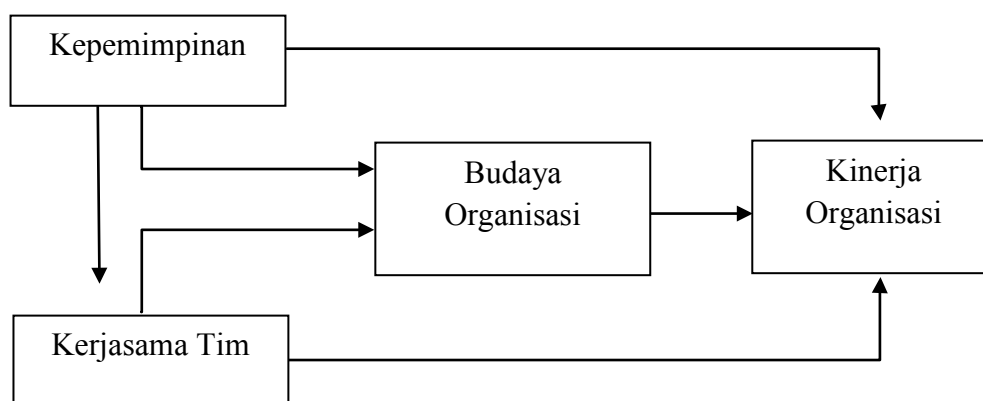 Kepemimpinan
Budaya
Organisasi
Kinerja
Organisasi
Kerjasama Tim